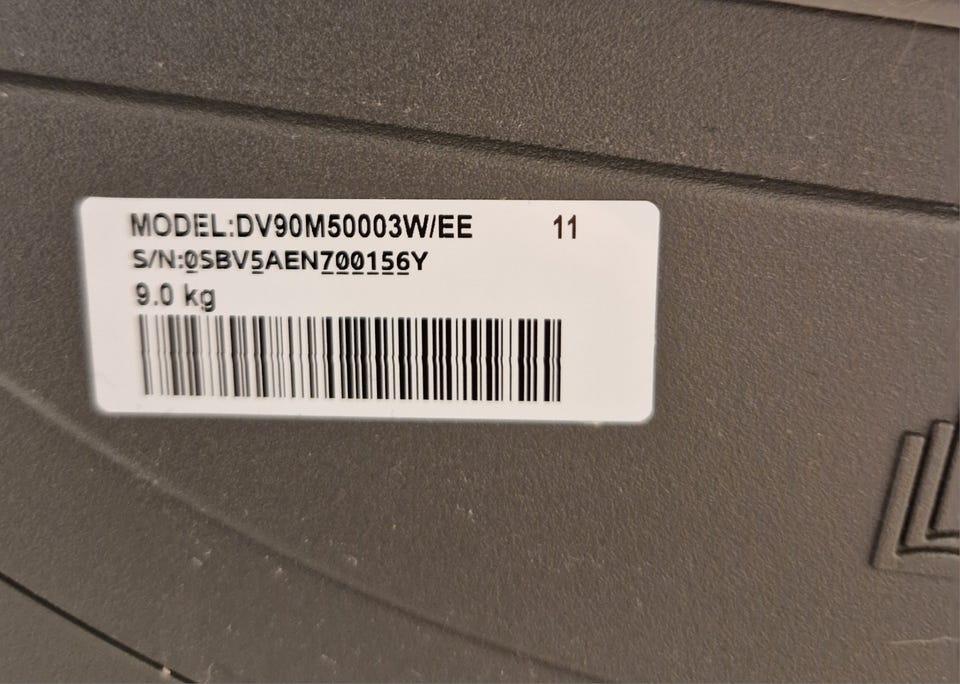 MODEL:DV90M50003W/EE 11
S/N:0SBV5AEN700156Y
9.0 kg